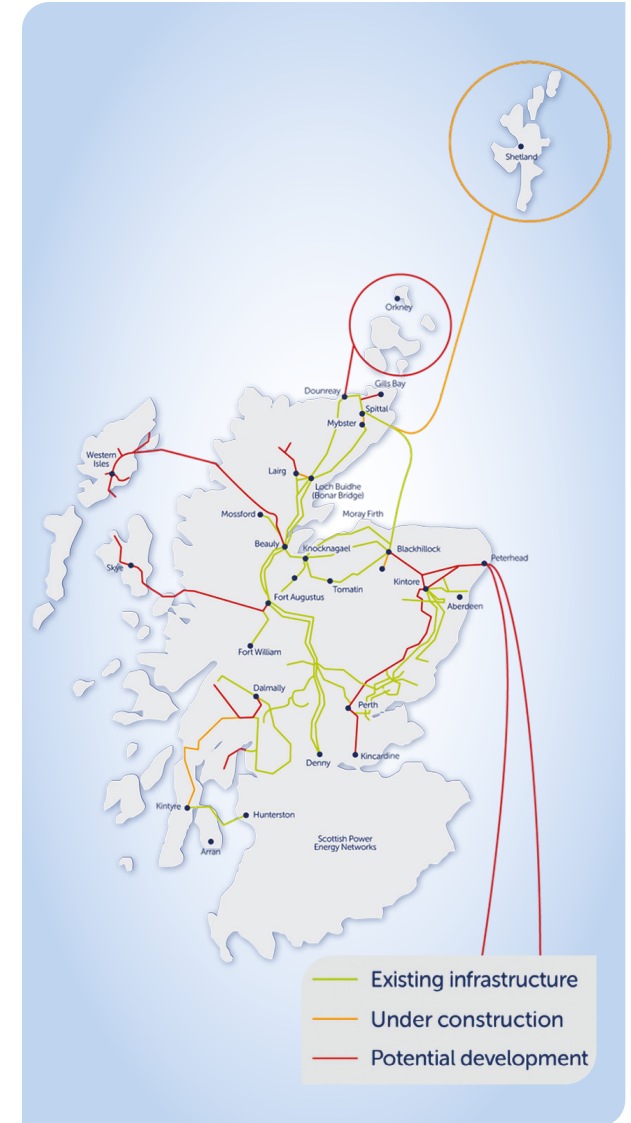 Shetland
Orkney
Dounreay
Gills Bay
Spittal
Mybster
Western
Isles
Lairg
Loch Buidhe
(Bonar Bridge)
Mossford
Moray Firth
Beauly
Knocknagael
Blackhillock
Peterhead
Skye
Kintore
Tomatin
Fort Augustus
Aberdeen
Fort William
Dalmally
Perth
Denny
Kincardine
Kintyre
Hunterston
Arran
Scottish Power
Energy Networks
Existing infrastructure
Under construction
Potential development